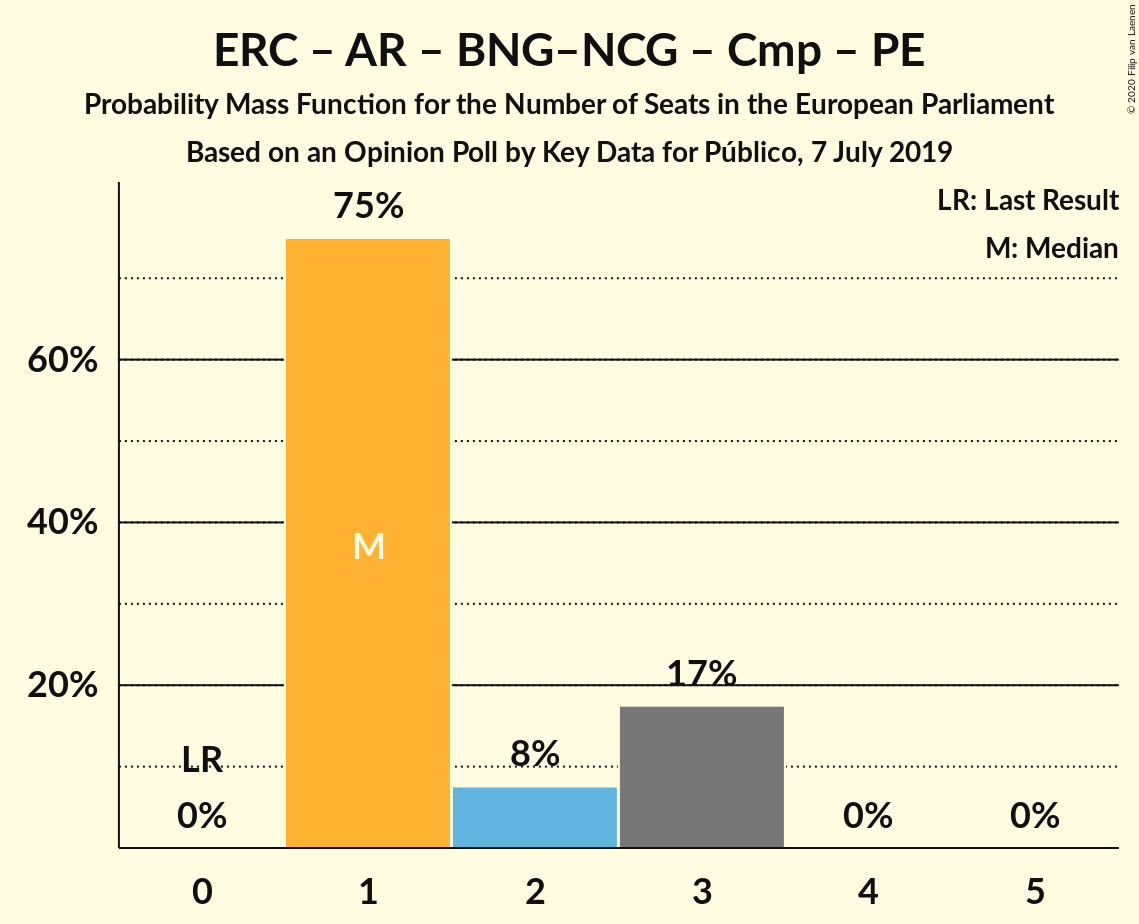 ERC – AR – BNG–NCG – Cmp – PE
Probability Mass Function for the Number of Seats in the European Parliament
Based on an Opinion Poll by Key Data for Público, 7 July 2019
© 2020 Filip van Laenen
LR: Last Result
M: Median
75%
60%
40%
20%
M
17%
8%
LR
0%
0%
0%
0 1 2 3 4 5